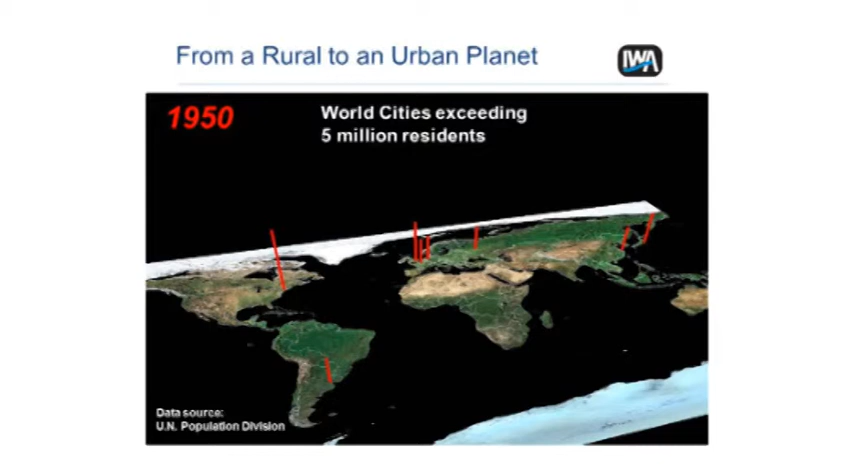 From a Rural to an Urban Planet
IWA
1950
World Cities exceeding
5 million residents
Data source:
U.N. Population Division